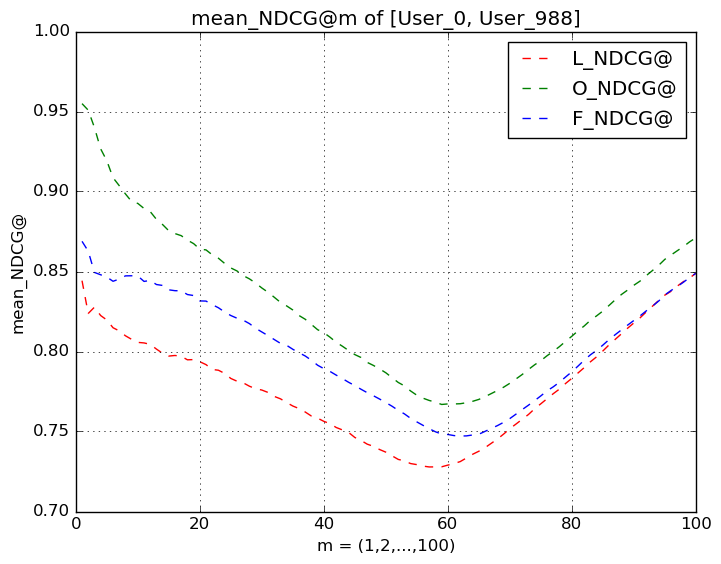 mean_NDCG@m of [User_0, User_988]
1.00
0.95
0.90
0.85
0.80
0.75
0.70
mean_NDCG@
L_NDCG@
O_NDCG@
F_NDCG@
0 20 40 60 80 100
m = (1,2,...,100)